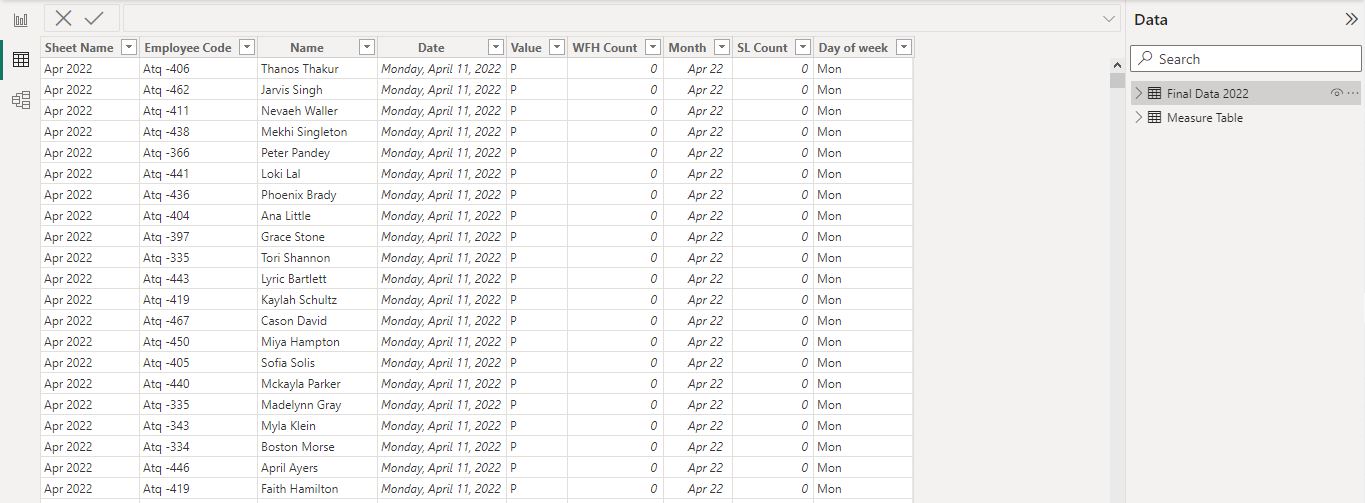 Data
Search
Final Data 2022
Measure Table
Sheet Name Employee Code Name Date Value WFH Count Month SL Count Day of week
Apr 2022 Atq -406 Thanos Thakur Monday, April 11, 2022 P 0 Apr 22 0 Mon
Apr 2022 Atq -462 Jarvis Singh Monday, April 11, 2022 P 0 Apr 22 0 Mon
Apr 2022 Atq -411 Nevaeh Waller Monday, April 11, 2022 P 0 Apr 22 0 Mon
Apr 2022 Atq -438 Mekhi Singleton Monday, April 11, 2022 P 0 Apr 22 0 Mon
Apr 2022 Atq -366 Peter Pandey Monday, April 11, 2022 P 0 Apr 22 0 Mon
Apr 2022 Atq -441 Loki Lal Monday, April 11, 2022 P 0 Apr 22 0 Mon
Apr 2022 Atq -436 Phoenix Brady Monday, April 11, 2022 P 0 Apr 22 0 Mon
Apr 2022 Atq -404 Ana Little Monday, April 11, 2022 P 0 Apr 22 0 Mon
Apr 2022 Atq -397 Grace Stone Monday, April 11, 2022 P 0 Apr 22 0 Mon
Apr 2022 Atq -335 Tori Shannon Monday, April 11, 2022 P 0 Apr 22 0 Mon
Apr 2022 Atq -443 Lyric Bartlett Monday, April 11, 2022 P 0 Apr 22 0 Mon
Apr 2022 Atq -419 Kaylah Schultz Monday, April 11, 2022 P 0 Apr 22 0 Mon
Apr 2022 Atq -467 Cason David Monday, April 11, 2022 P 0 Apr 22 0 Mon
Apr 2022 Atq -450 Miya Hampton Monday, April 11, 2022 P 0 Apr 22 0 Mon
Apr 2022 Atq -405 Sofia Solis Monday, April 11, 2022 P 0 Apr 22 0 Mon
Apr 2022 Atq -440 Mckayla Parker Monday, April 11, 2022 P 0 Apr 22 0 Mon
Apr 2022 Atq -335 Madelynn Gray Monday, April 11, 2022 P 0 Apr 22 0 Mon
Apr 2022 Atq -343 Myla Klein Monday, April 11, 2022 P 0 Apr 22 0 Mon
Apr 2022 Atq -334 Boston Morse Monday, April 11, 2022 P 0 Apr 22 0 Mon
Apr 2022 Atq -446 April Ayers Monday, April 11, 2022 P 0 Apr 22 0 Mon
Apr 2022 Atq -419 Faith Hamilton Monday, April 11, 2022 P 0 Apr 22 0 Mon